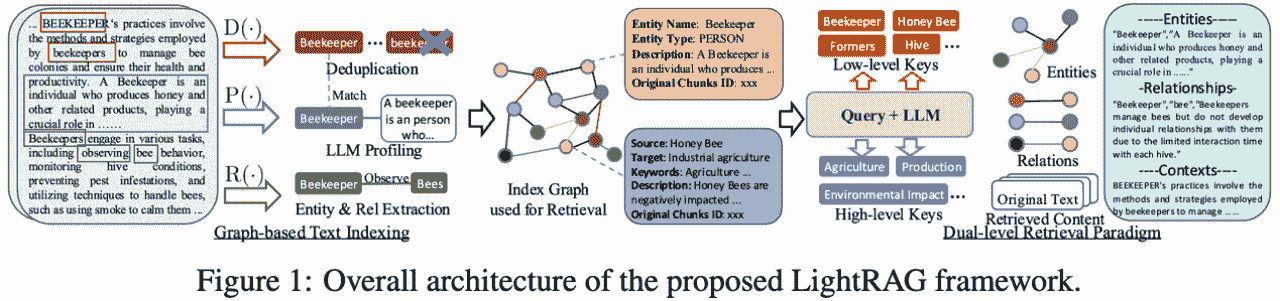 ... BEEKEEPER's practices involve
the methods and strategies employed
by beekeepers to manage bee
colonies and ensure their health and
productivity. A Beekeeper is an
individual who produces honey and
other related products, playing a
crucial role in ......
Beekeepers engage in various tasks,
including observing bee behavior,
monitoring hive conditions,
preventing pest infestations, and
utilizing techniques to handle bees,
such as using smoke to calm them ...
D(·)
P(·)
R(·)
Beekeeper ... beekeeper
Deduplication
Match
Beekeeper
A beekeeper
is an person
who...
LLM Profiling
Beekeeper Observe Bees
Entity & Rel Extraction
Graph-based Text Indexing
Index Graph
used for Retrieval
Entity Name: Beekeeper
Entity Type: PERSON
Description: A Beekeeper is
an individual who produces ...
Original Chunks ID: xxx
Source: Honey Bee
Target: Industrial agriculture
Keywords: Agriculture ...
Description: Honey Bees are
negatively impacted ...
Original Chunks ID: xxx
Beekeeper Honey Bee
Formers Hive ...
Low-level Keys
Query + LLM
Agriculture Production
Environmental Impact ...
High-level Keys
Entities
Relations
Original Text
Retrieved Content
Dual-level Retrieval Paradigm
-----Entities-----
"Beekeeper","A Beekeeper is an
individual who produces honey and
other related products, playing a
crucial role in ......"
-Relationships-
"Beekeeper","bee","Beekeepers
manage bees but do not develop
individual relationships with them
due to the limited interaction time
with each hive."
----Contexts----
BEEKEEPER's practices involve the
methods and strategies employed
by beekeepers to manage ......
Figure 1: Overall architecture of the proposed LightRAG framework.